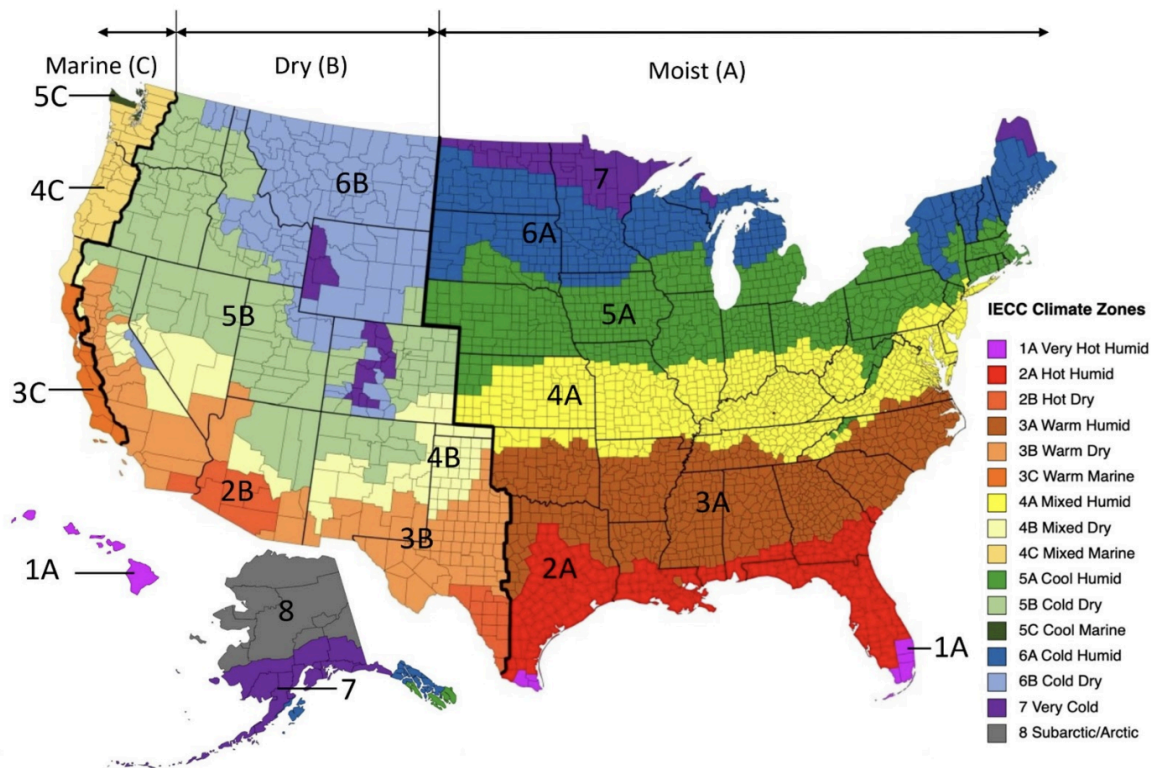 Marine (C)
Dry (B)
Moist (A)
5C
4C
6B
7
6A
5B
5A
3C
4A
4B
2B
3A
3B
2A
1A
8
7
1A
IECC Climate Zones
1A Very Hot Humid
2A Hot Humid
2B Hot Dry
3A Warm Humid
3B Warm Dry
3C Warm Marine
4A Mixed Humid
4B Mixed Dry
4C Mixed Marine
5A Cool Humid
5B Cold Dry
5C Cool Marine
6A Cold Humid
6B Cold Dry
7 Very Cold
8 Subarctic/Arctic